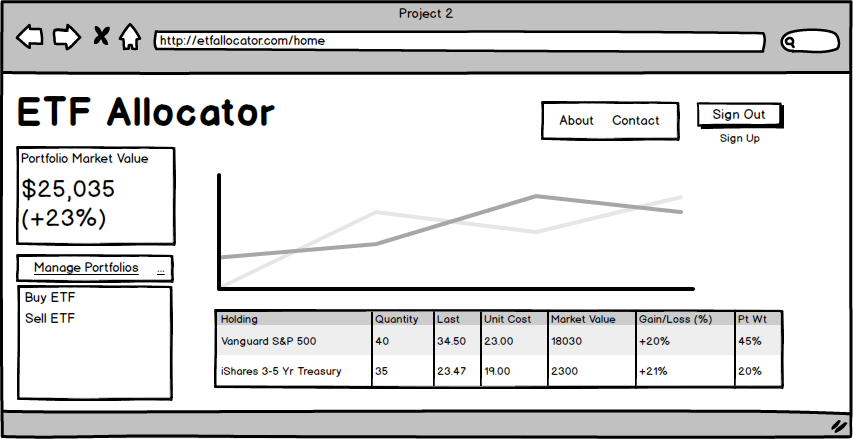 Project 2
http://etfallocator.com/home
ETF Allocator
About Contact
Sign Out
Sign Up
Portfolio Market Value
$25,035
(+23%)
Manage Portfolios ...
Buy ETF
Sell ETF
Holding Quantity Last Unit Cost Market Value Gain/Loss (%) Pt Wt
Vanguard S&P 500 40 34.50 23.00 18030 +20% 45%
iShares 3-5 Yr Treasury 35 23.47 19.00 2300 +21% 20%